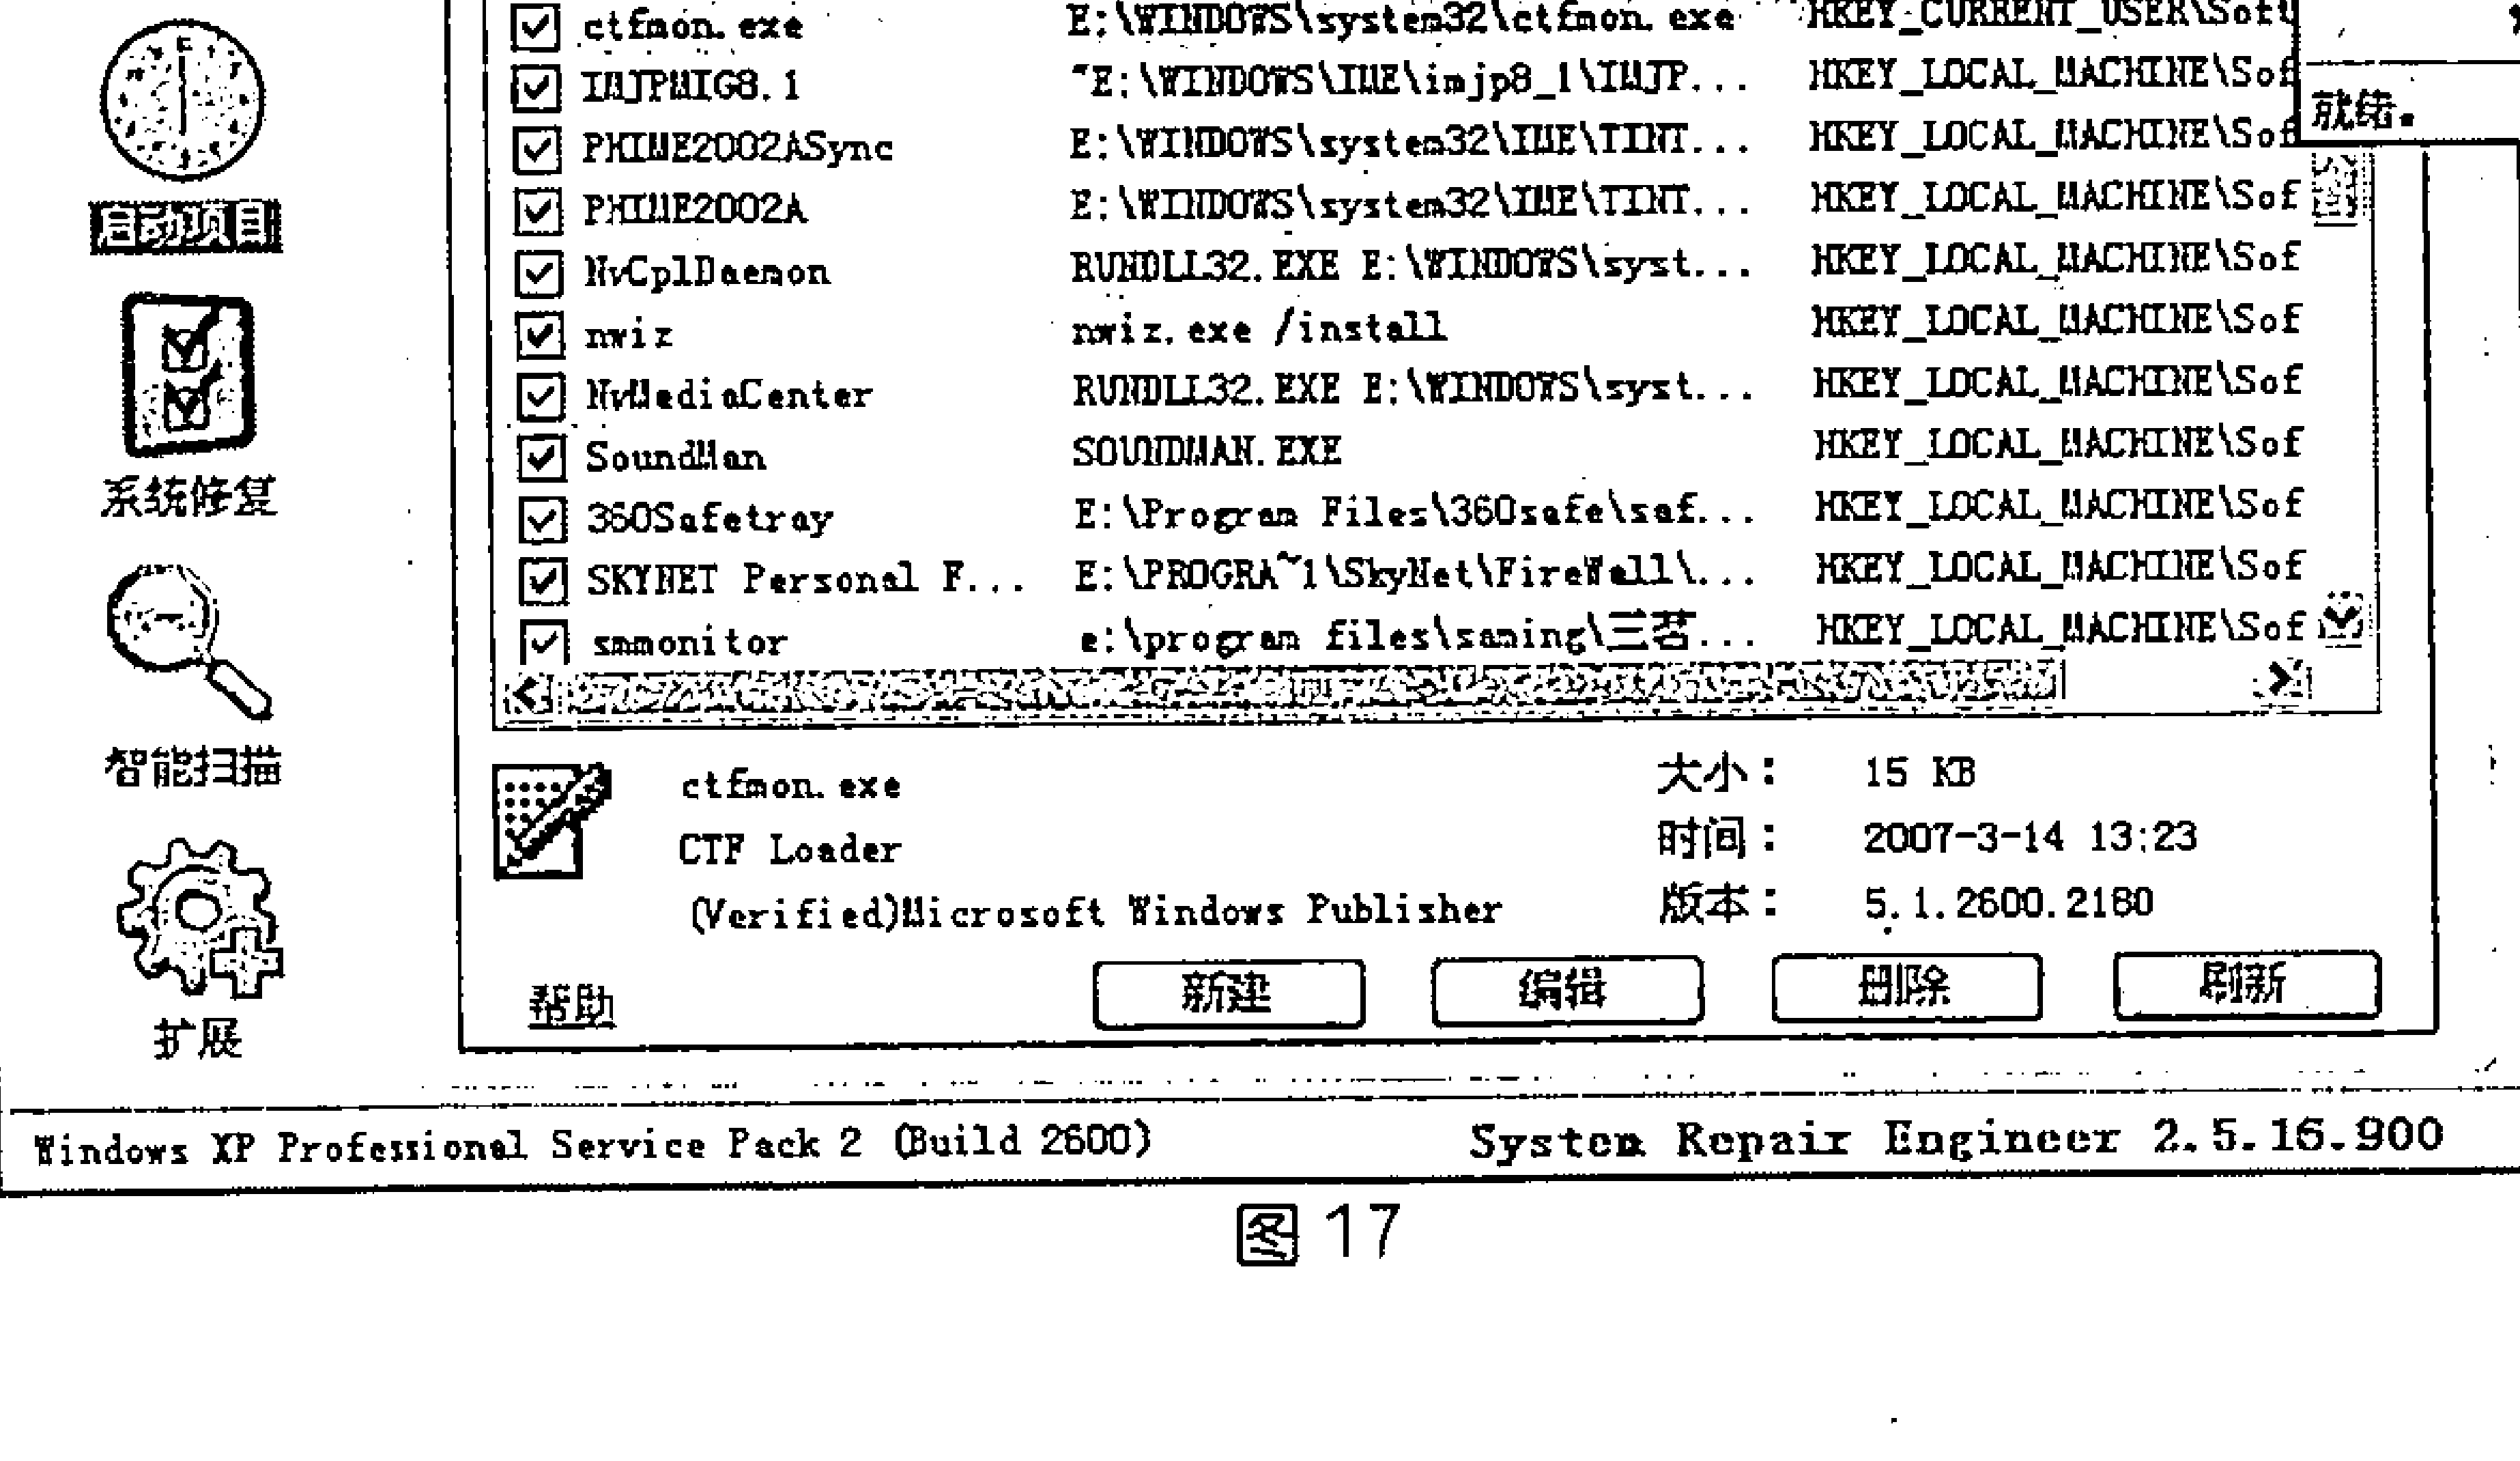 ctfmon.exe E:\WINDOWS\system32\ctfmon.exe HKEY_CURRENT_USER\Soft
IMJPMIG8.1 "E:\WINDOWS\IME\imjp8_1\IMJP... HKEY_LOCAL_MACHINE\Sof
就绪。
PHIME2002ASync E:\WINDOWS\system32\IME\TINT... HKEY_LOCAL_MACHINE\Sof
PHIME2002A E:\WINDOWS\system32\IME\TINT... HKEY_LOCAL_MACHINE\Sof
启动项目
NvCplDaemon RUNDLL32.EXE E:\WINDOWS\syst... HKEY_LOCAL_MACHINE\Sof
nwiz nwiz.exe /install HKEY_LOCAL_MACHINE\Sof
NvMediaCenter RUNDLL32.EXE E:\WINDOWS\syst... HKEY_LOCAL_MACHINE\Sof
SoundMan SOUNDMAN.EXE HKEY_LOCAL_MACHINE\Sof
系统修复
360Safetray E:\Program Files\360safe\saf... HKEY_LOCAL_MACHINE\Sof
SKYNET Personal F... E:\PROGRA~1\SkyNet\FireWall\... HKEY_LOCAL_MACHINE\Sof
smmonitor e:\program files\saming\三茗... HKEY_LOCAL_MACHINE\Sof
智能扫描
ctfmon.exe 大小： 15 KB
CTF Loader 时间： 2007-3-14 13:23
(Verified)Microsoft Windows Publisher 版本： 5.1.2600.2180
帮助 新建 编辑 删除 刷新
扩展
Windows XP Professional Service Pack 2 (Build 2600) System Repair Engineer 2.5.16.900
图 17